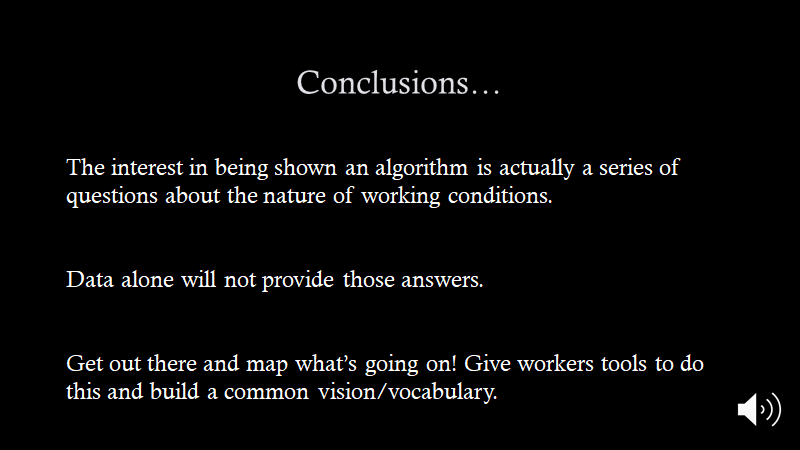 Conclusions…
The interest in being shown an algorithm is actually a series of
questions about the nature of working conditions.
Data alone will not provide those answers.
Get out there and map what’s going on! Give workers tools to do
this and build a common vision/vocabulary.